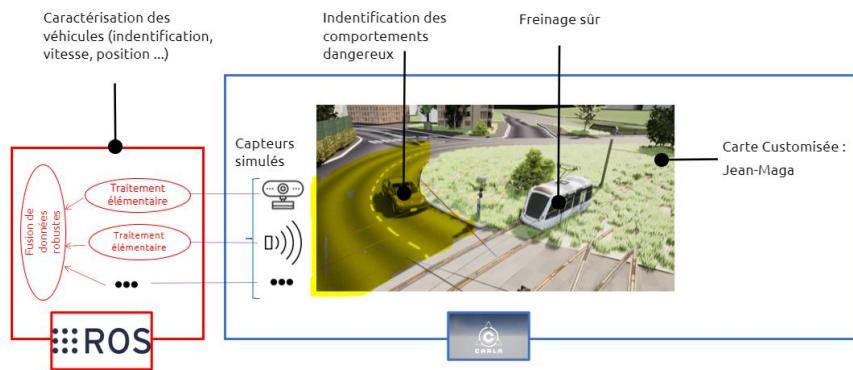 Caractérisation des
véhicules (indentification,
vitesse, position ...)
Indentification des
comportements
dangereux
Freinage sûr
Capteurs
simulés
Carte Customisée :
Jean-Maga
Fusion de
données
robustes
Traitement
élémentaire
Traitement
élémentaire
ROS
CARLA